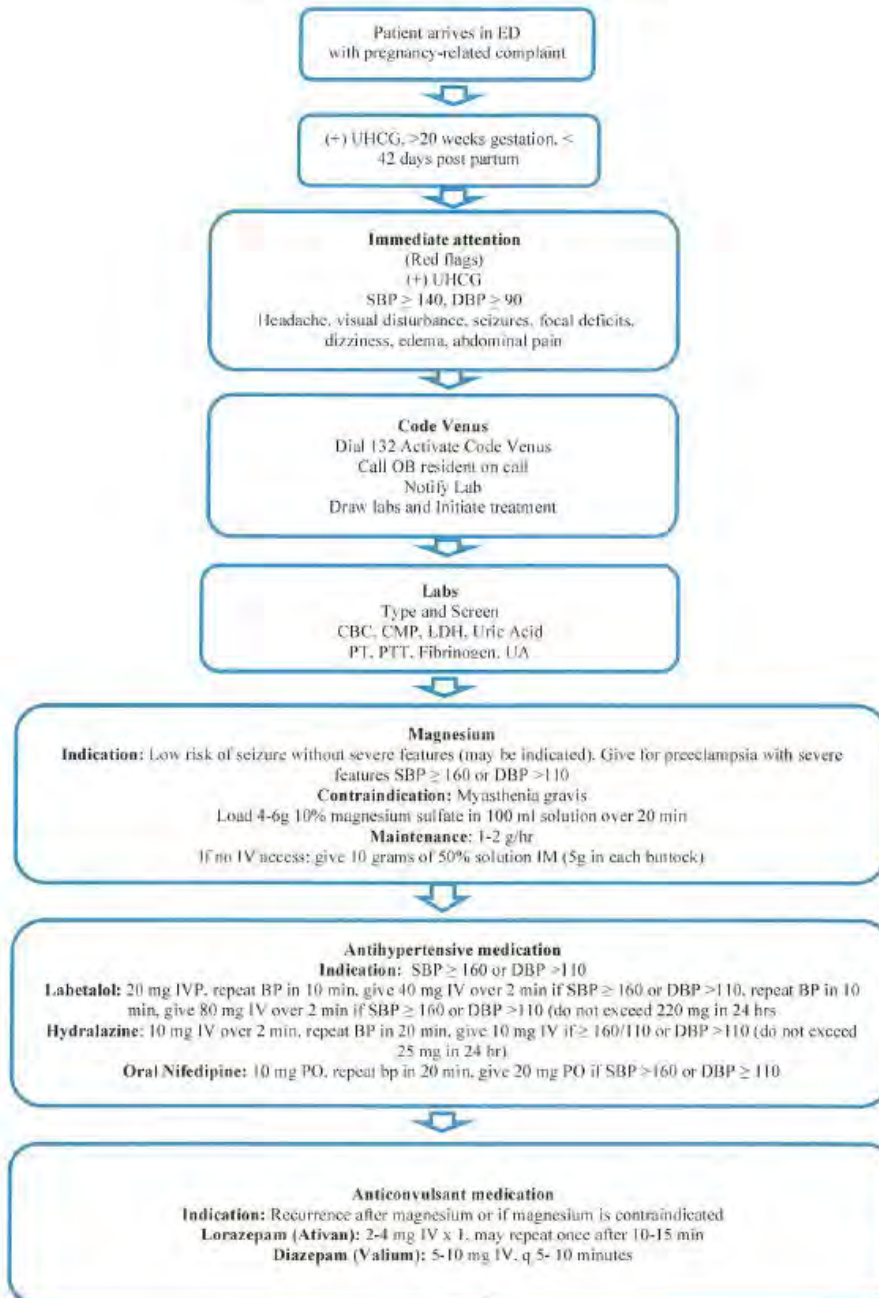 Patient arrives in ED
with pregnancy-related complaint
(+) UHCG, >20 weeks gestation, <
42 days post partum
Immediate attention
(Red flags)
(+) UHCG
SBP ≥ 140, DBP ≥ 90
Headache, visual disturbance, seizures, focal deficits,
dizziness, edema, abdominal pain
Code Venus
Dial 132 Activate Code Venus
Call OB resident on call
Notify Lab
Draw labs and Initiate treatment
Labs
Type and Screen
CBC, CMP, LDH, Uric Acid
PT, PTT, Fibrinogen, UA
Magnesium
Indication: Low risk of seizure without severe features (may be indicated). Give for preeclampsia with severe
features SBP ≥ 160 or DBP >110
Contraindication: Myasthenia gravis
Load 4-6g 10% magnesium sulfate in 100 ml solution over 20 min
Maintenance: 1-2 g/hr
If no IV access: give 10 grams of 50% solution IM (5g in each buttock)
Antihypertensive medication
Indication: SBP ≥ 160 or DBP >110
Labetalol: 20 mg IVP, repeat BP in 10 min, give 40 mg IV over 2 min if SBP ≥ 160 or DBP >110, repeat BP in 10
min, give 80 mg IV over 2 min if SBP ≥ 160 or DBP >110 (do not exceed 220 mg in 24 hrs
Hydralazine: 10 mg IV over 2 min, repeat BP in 20 min, give 10 mg IV if ≥ 160/110 or DBP >110 (do not exceed
25 mg in 24 hr)
Oral Nifedipine: 10 mg PO, repeat bp in 20 min, give 20 mg PO if SBP >160 or DBP ≥ 110
Anticonvulsant medication
Indication: Recurrence after magnesium or if magnesium is contraindicated
Lorazepam (Ativan): 2-4 mg IV x 1, may repeat once after 10-15 min
Diazepam (Valium): 5-10 mg IV, q 5- 10 minutes